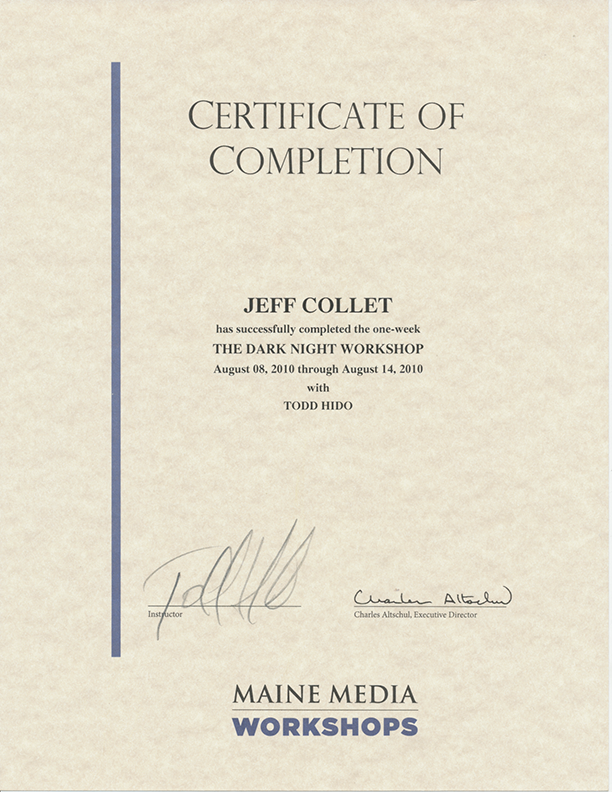 CERTIFICATE OF
COMPLETION
JEFF COLLET
has successfully completed the one-week
THE DARK NIGHT WORKSHOP
August 08, 2010 through August 14, 2010
with
TODD HIDO
Todd Hido
Instructor
Charles Altschul
Charles Altschul, Executive Director
MAINE MEDIA
WORKSHOPS